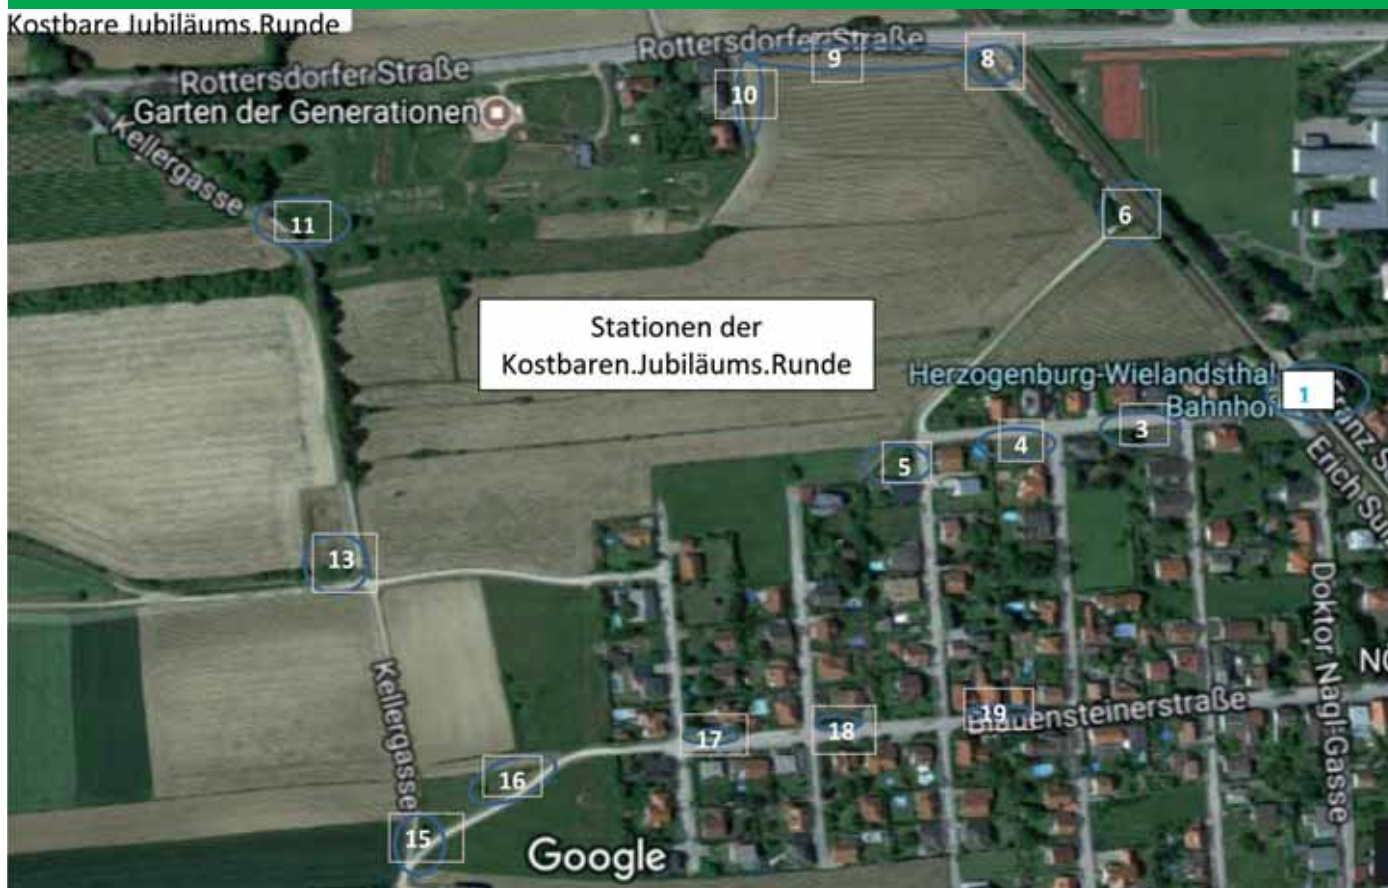 Kostbare.Jubiläums.Runde
Rottersdorfer Straße
Rottersdorfer Straße
9
8
10
Garten der Generationen
Kellergasse
11
6
Stationen der
Kostbaren.Jubiläums.Runde
Herzogenburg-Wielandsthal
Bahnhof
1
3
4
5
13
Doktor Nagl-Gasse
Kellergasse
19
Blauensteinerstraße
17
18
16
15
Google